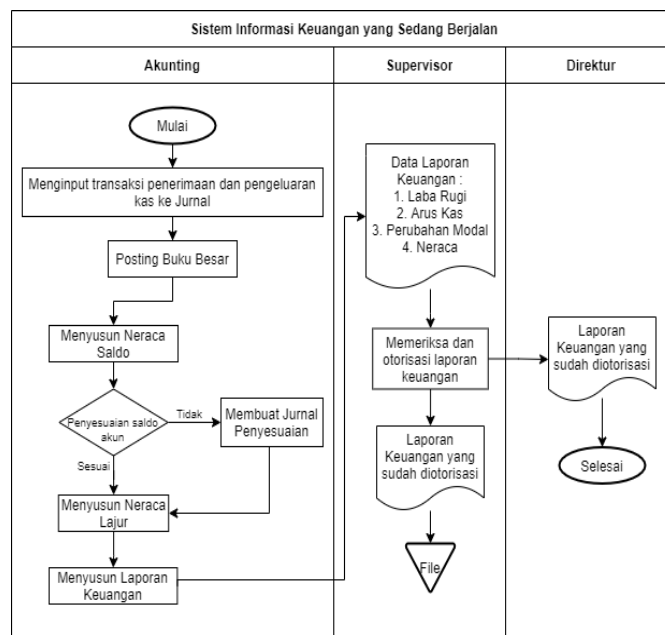 Sistem Informasi Keuangan yang Sedang Berjalan
Akunting
Supervisor
Direktur
Mulai
Menginput transaksi penerimaan dan pengeluaran
kas ke Jurnal
Posting Buku Besar
Menyusun Neraca
Saldo
Penyesuaian saldo
akun
Tidak
Membuat Jurnal
Penyesuaian
Sesuai
Menyusun Neraca
Lajur
Menyusun Laporan
Keuangan
Data Laporan
Keuangan :
1. Laba Rugi
2. Arus Kas
3. Perubahan Modal
4. Neraca
Memeriksa dan
otorisasi laporan
keuangan
Laporan
Keuangan yang
sudah diotorisasi
File
Laporan
Keuangan yang
sudah diotorisasi
Selesai